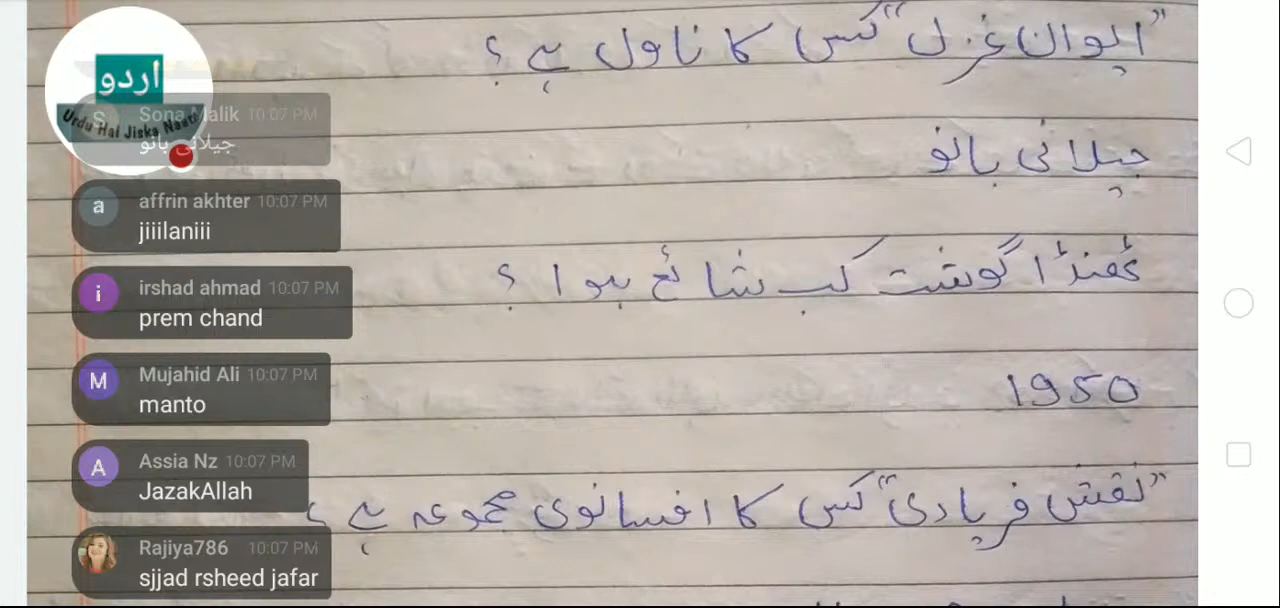 "ایوان غزل" کس کا ناول ہے ؟
جیلانی بانو
ٹھنڈا گوشت کب شائع ہوا ؟
1950
"نقش فریادی" کس کا افسانوی مجموعہ ہے ؟
اردو
Urdu Hai Jiska Naam
Sona Malik 10:07 PM
جیلانی بانو
a
affrin akhter 10:07 PM
jiiilaniii
i
irshad ahmad 10:07 PM
prem chand
M
Mujahid Ali 10:07 PM
manto
A
Assia Nz 10:07 PM
JazakAllah
Rajiya786 10:07 PM
sjjad rsheed jafar